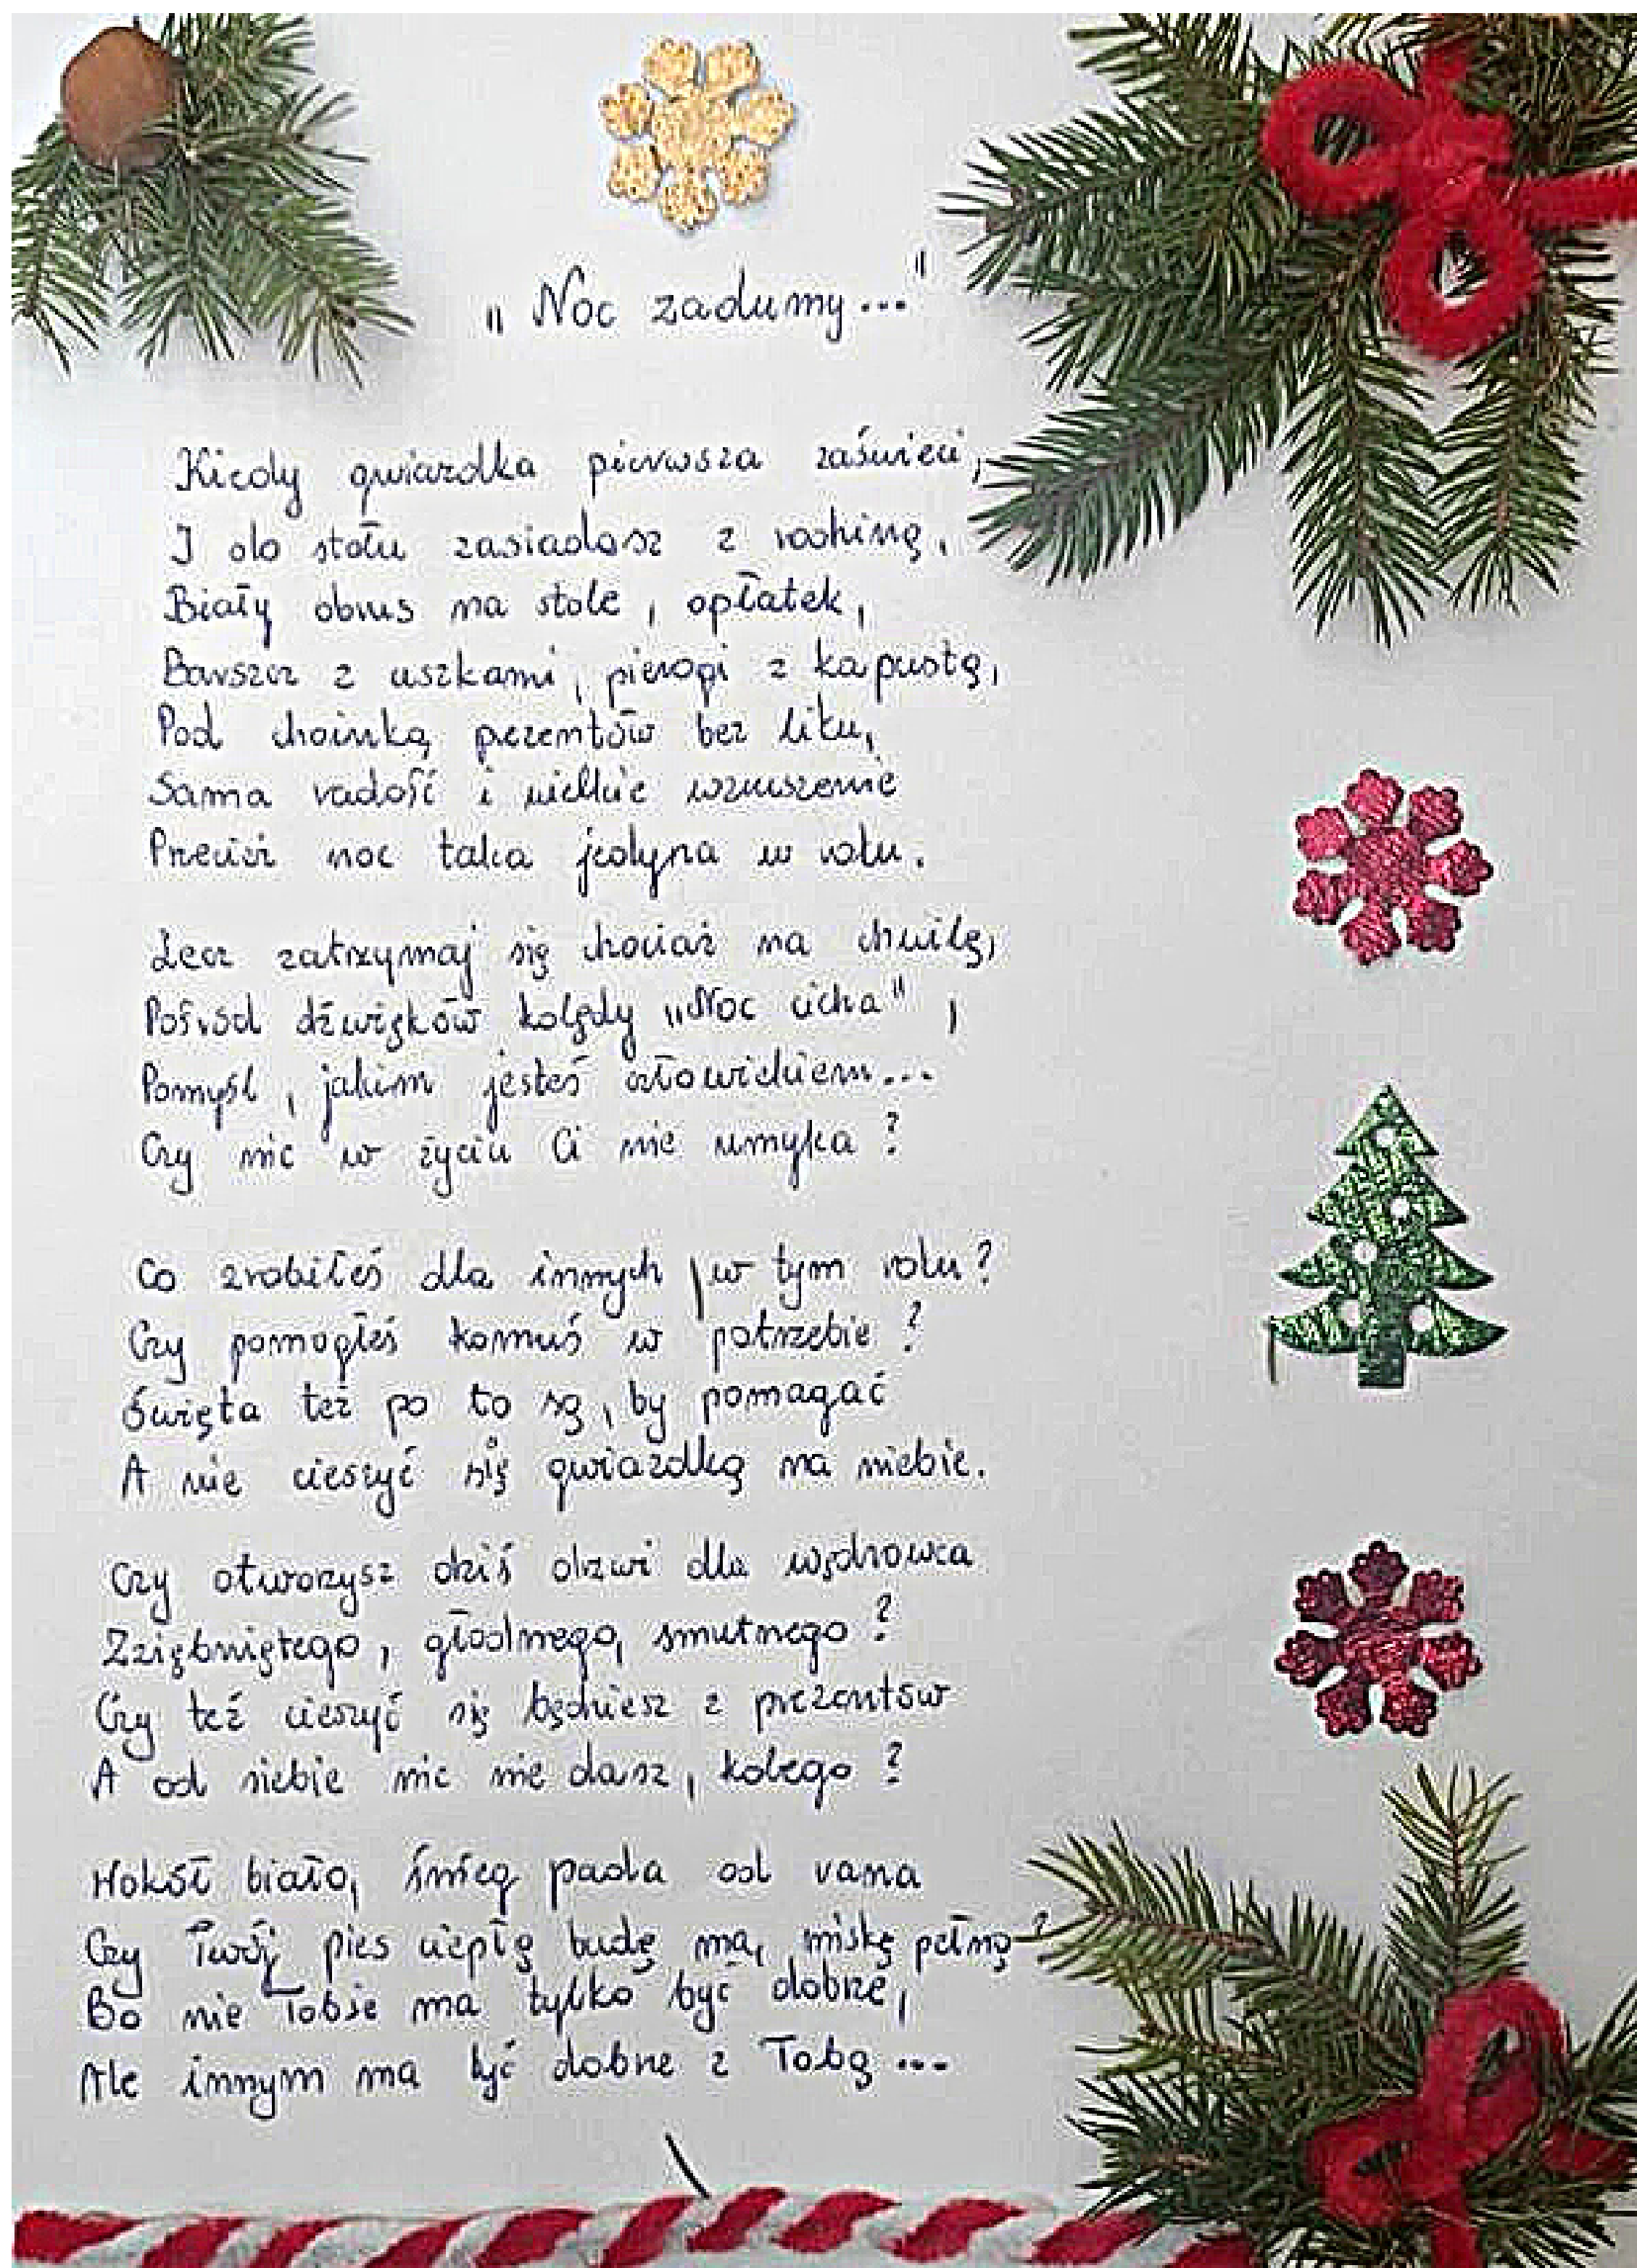 „Noc zadumy..."
Kiedy gwiazdka pierwsza zaświeci,
I do stołu zasiadasz z rodziną,
Biały obrus na stole, opłatek,
Barszcz z uszkami, pierogi z kapustą,
Pod choinką prezentów bez liku,
Sama radość i wielkie wzruszenie
Przecież noc taka jedyna w roku.
Lecz zatrzymaj się chociaż na chwilę,
Pośród dźwięków kolędy „Noc cicha",
Pomyśl, jakim jesteś człowiekiem...
Czy nic w życiu Ci nie umyka?
Co zrobiłeś dla innych w tym roku?
Czy pomogłeś komuś w potrzebie?
Święta też po to są, by pomagać
A nie cieszyć się gwiazdką na niebie.
Czy otworzysz dziś drzwi dla wędrowca
Zziębniętego, głodnego, smutnego?
Czy też cieszyć się będziesz z prezentów
A od siebie nic nie dasz, kolego?
Wokół biało, śnieg pada od rana
Czy Twój pies ciepłą budę ma, miskę pełną?
Bo nie Tobie ma tylko być dobrze,
Ale innym ma być dobrze z Tobą...